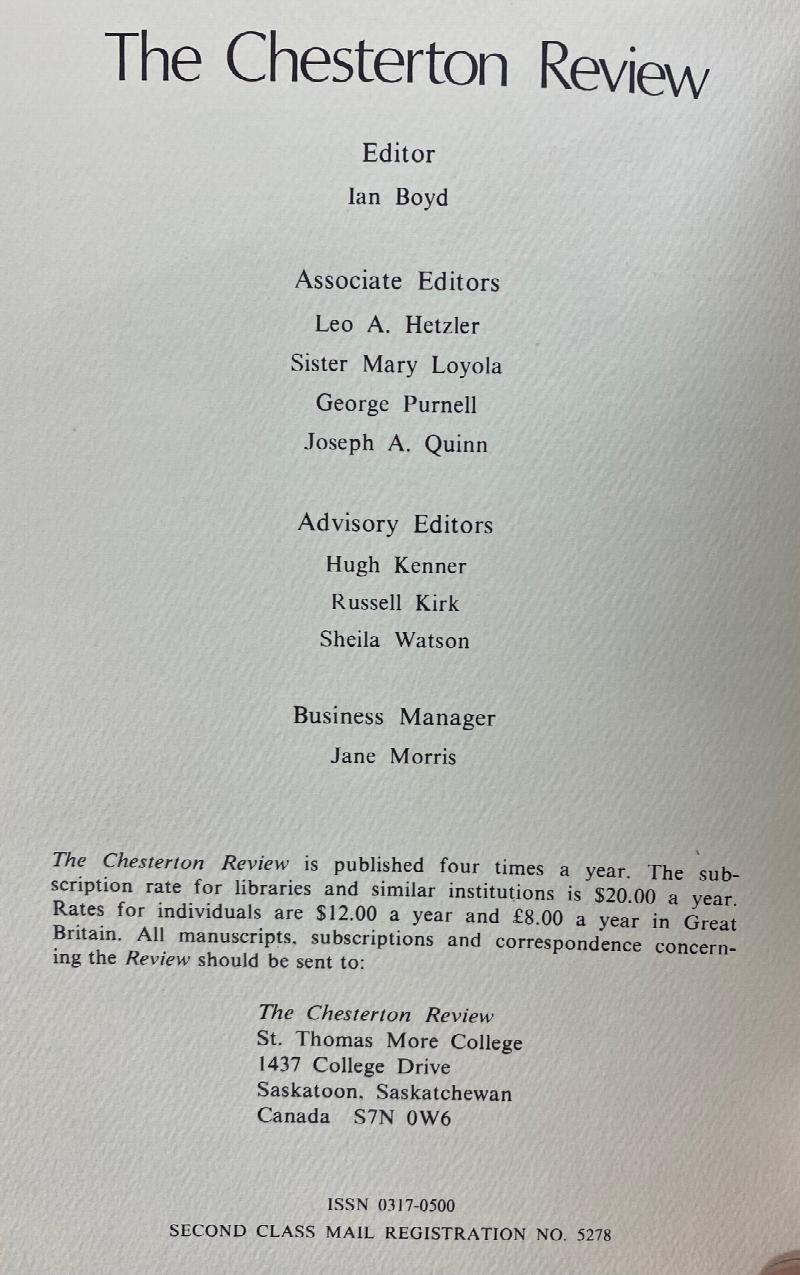 The Chesterton Review
Editor
Ian Boyd
Associate Editors
Leo A. Hetzler
Sister Mary Loyola
George Purnell
Joseph A. Quinn
Advisory Editors
Hugh Kenner
Russell Kirk
Sheila Watson
Business Manager
Jane Morris
The Chesterton Review is published four times a year. The sub-
scription rate for libraries and similar institutions is $20.00 a year.
Rates for individuals are $12.00 a year and £8.00 a year in Great
Britain. All manuscripts, subscriptions and correspondence concern-
ing the Review should be sent to:
The Chesterton Review
St. Thomas More College
1437 College Drive
Saskatoon, Saskatchewan
Canada S7N 0W6
ISSN 0317-0500
SECOND CLASS MAIL REGISTRATION NO. 5278